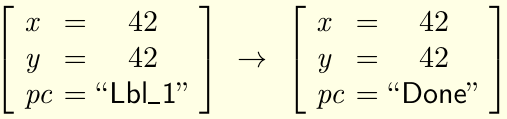 x = 42 → x = 42
y = 42 y = 42
pc = “Lbl_1” pc = “Done”